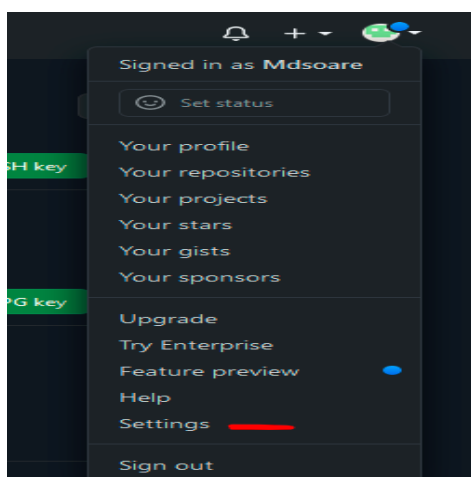 Signed in as Mdsoare
Set status
Your profile
SH key
Your repositories
Your projects
Your stars
Your gists
Your sponsors
PG key
Upgrade
Try Enterprise
Feature preview
Help
Settings
Sign out